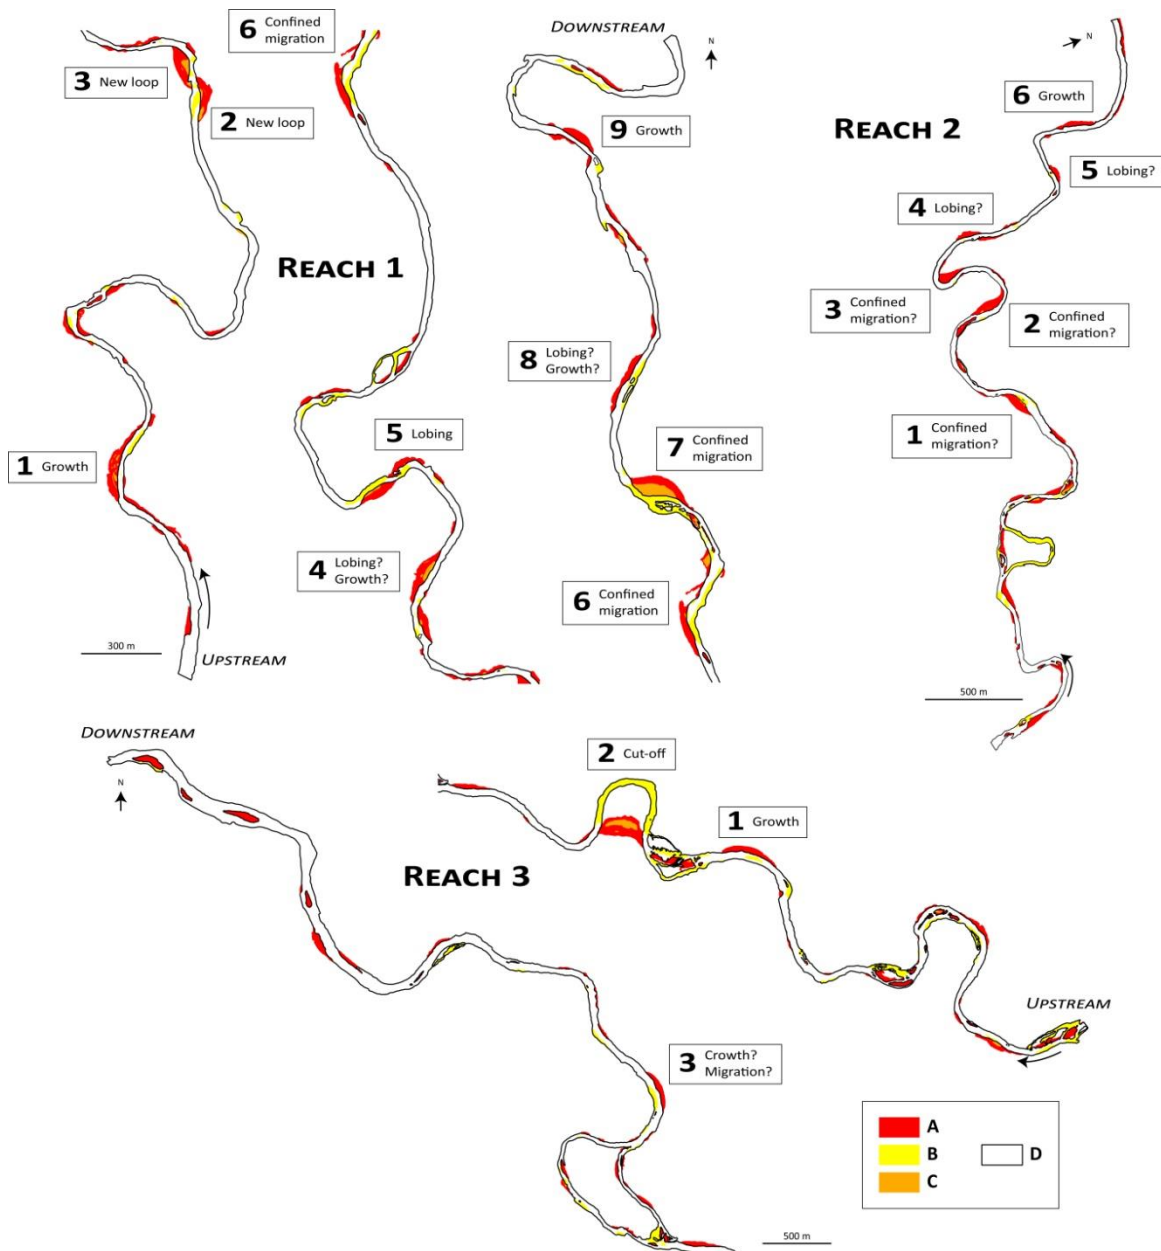 6 Confined
migration
3 New loop
2 New loop
REACH 1
1 Growth
5 Lobing
4 Lobing?
Growth?
300 m
UPSTREAM
DOWNSTREAM
N
9 Growth
8 Lobing?
Growth?
7 Confined
migration
6 Confined
migration
N
REACH 2
6 Growth
5 Lobing?
4 Lobing?
3 Confined
migration?
2 Confined
migration?
1 Confined
migration?
500 m
DOWNSTREAM
N
REACH 3
2 Cut-off
1 Growth
UPSTREAM
3 Crowth?
Migration?
500 m
A
B
C
D